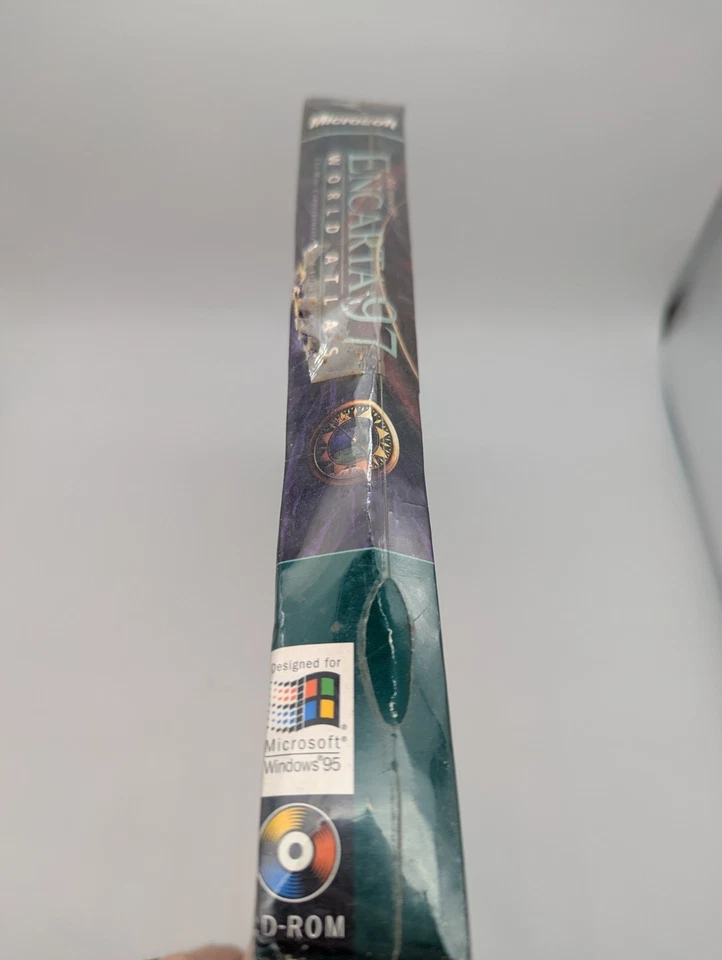 Microsoft
ENCARTA 97
WORLD ATLAS
Designed for
Microsoft®
Windows®95
D-ROM